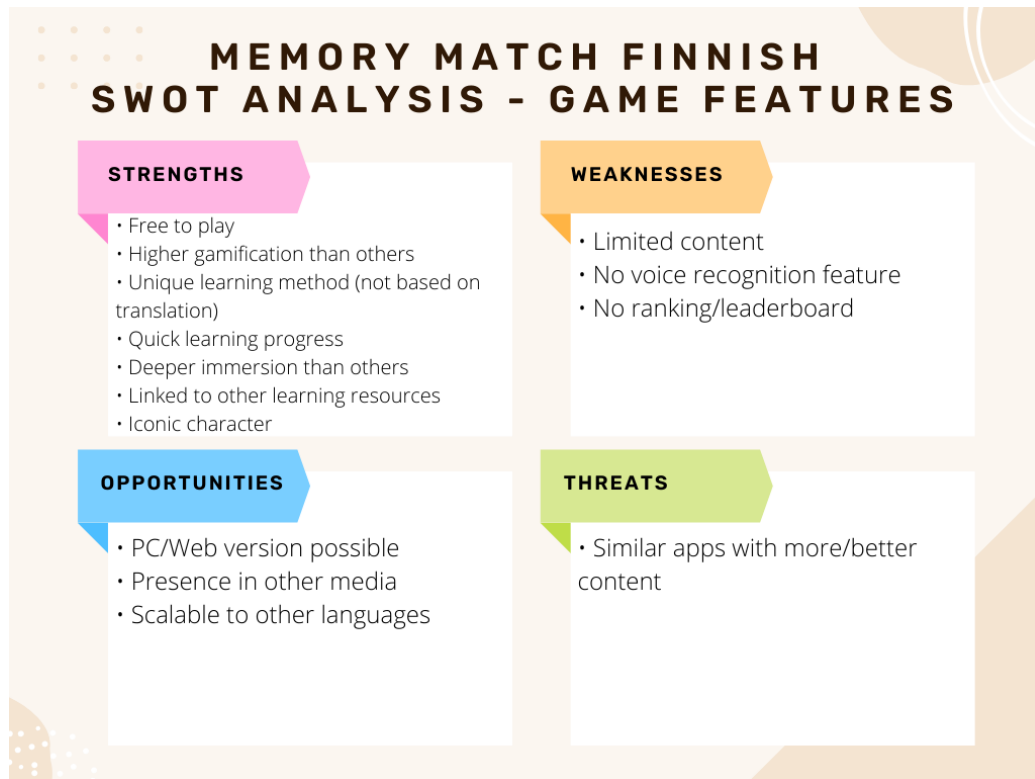 MEMORY MATCH FINNISH
SWOT ANALYSIS - GAME FEATURES
STRENGTHS
• Free to play
• Higher gamification than others
• Unique learning method (not based on
translation)
• Quick learning progress
• Deeper immersion than others
• Linked to other learning resources
• Iconic character
WEAKNESSES
• Limited content
• No voice recognition feature
• No ranking/leaderboard
OPPORTUNITIES
• PC/Web version possible
• Presence in other media
• Scalable to other languages
THREATS
• Similar apps with more/better
content